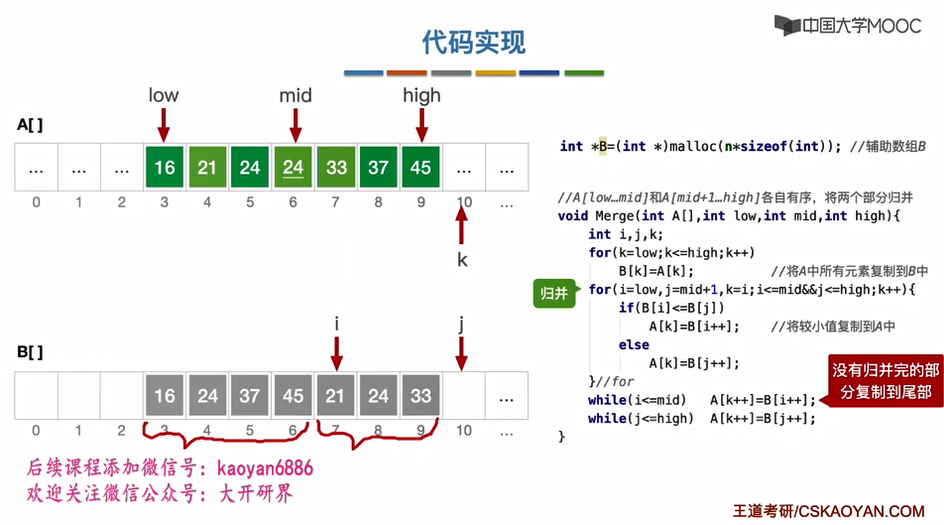 中国大学MOOC
代码实现
low mid high
A[ ]
... ... ... 16 21 24 24 33 37 45 ... ...
0 1 2 3 4 5 6 7 8 9 10 ...
k
i j
B[ ]
16 24 37 45 21 24 33 ...
0 1 2 3 4 5 6 7 8 9 10 ...
int *B=(int *)malloc(n*sizeof(int)); //辅助数组B
//A[low…mid]和A[mid+1…high]各自有序，将两个部分归并
void Merge(int A[],int low,int mid,int high){
int i,j,k;
for(k=low;k<=high;k++)
B[k]=A[k]; //将A中所有元素复制到B中
归并
for(i=low,j=mid+1,k=i;i<=mid&&j<=high;k++){
if(B[i]<=B[j])
A[k]=B[i++]; //将较小值复制到A中
else
A[k]=B[j++];
}//for
while(i<=mid) A[k++]=B[i++];
while(j<=high) A[k++]=B[j++];
}
没有归并完的部
分复制到尾部
后续课程添加微信号：kaoyan6886
欢迎关注微信公众号：大开研界
王道考研/CSKAOYAN.COM